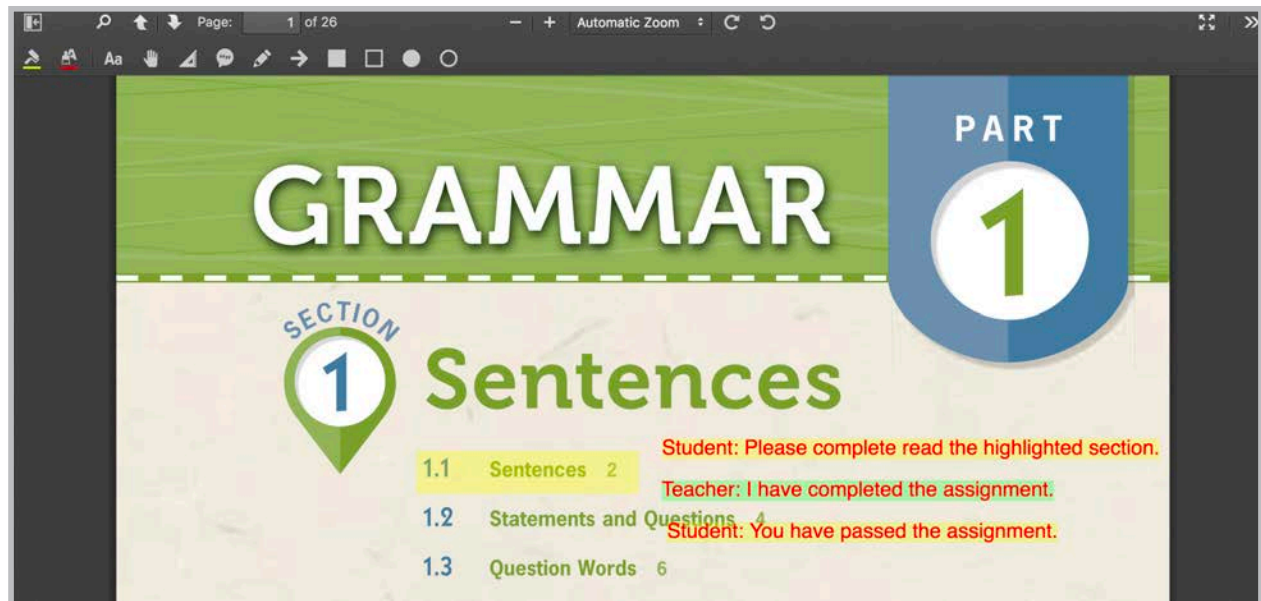 Page: 1 of 26 − + Automatic Zoom
Aa
PART
1
GRAMMAR
SECTION
1
Sentences
Student: Please complete read the highlighted section.
1.1 Sentences 2
Teacher: I have completed the assignment.
1.2 Statements and Questions 4
Student: You have passed the assignment.
1.3 Question Words 6